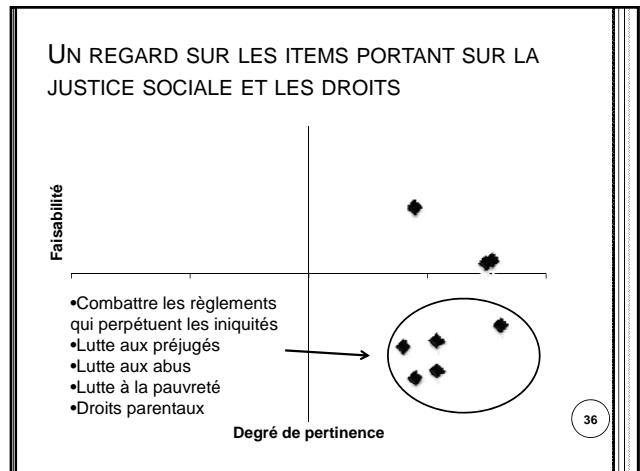 UN REGARD SUR LES ITEMS PORTANT SUR LA
JUSTICE SOCIALE ET LES DROITS
Faisabilité
•Combattre les règlements
qui perpétuent les iniquités
•Lutte aux préjugés
•Lutte aux abus
•Lutte à la pauvreté
•Droits parentaux
Degré de pertinence
36